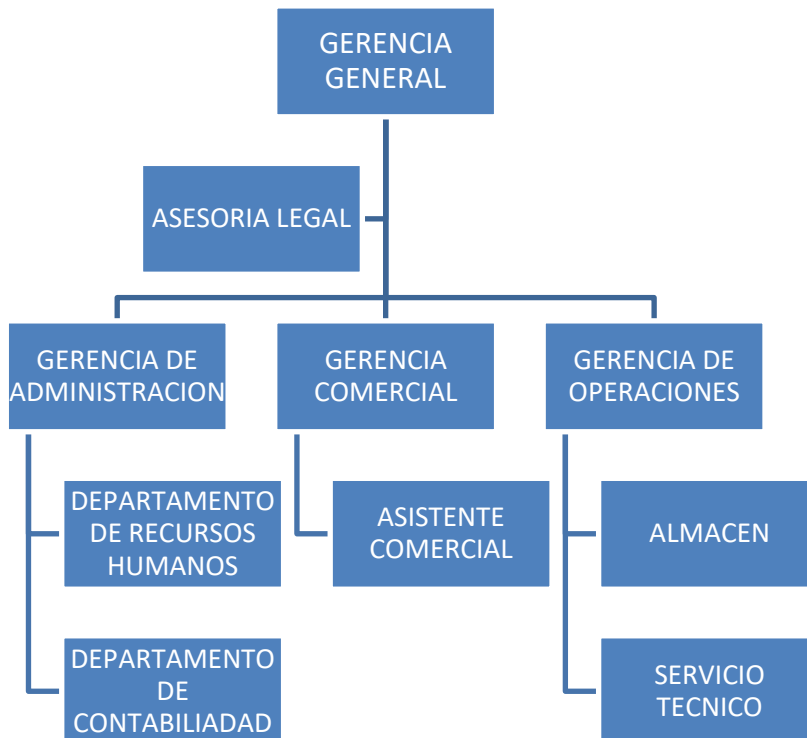 GERENCIA
GENERAL
ASESORIA LEGAL
GERENCIA DE
ADMINISTRACION
GERENCIA
COMERCIAL
GERENCIA DE
OPERACIONES
DEPARTAMENTO
DE RECURSOS
HUMANOS
ASISTENTE
COMERCIAL
ALMACEN
DEPARTAMENTO
DE
CONTABILIADAD
SERVICIO
TECNICO